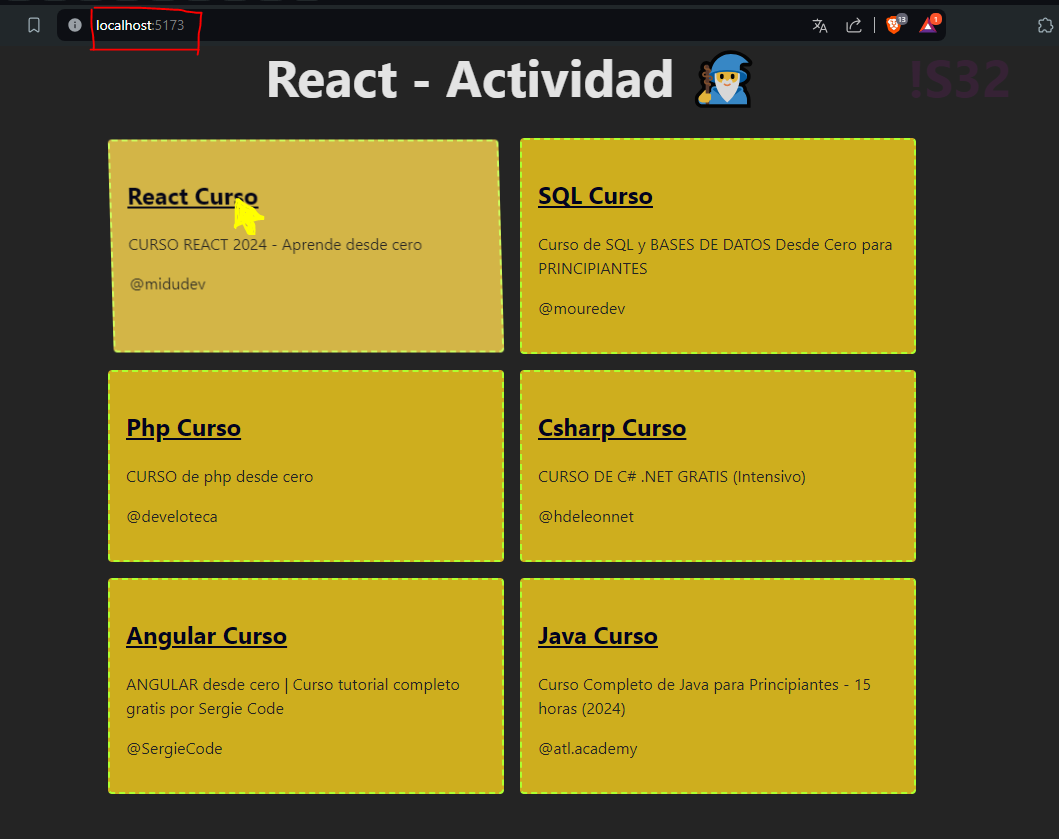 localhost:5173
13
1
React - Actividad
!S32
React Curso
CURSO REACT 2024 - Aprende desde cero
@midudev
SQL Curso
Curso de SQL y BASES DE DATOS Desde Cero para
PRINCIPIANTES
@mouredev
Php Curso
CURSO de php desde cero
@develoteca
Csharp Curso
CURSO DE C# .NET GRATIS (Intensivo)
@hdeleonnet
Angular Curso
ANGULAR desde cero | Curso tutorial completo
gratis por Sergie Code
@SergieCode
Java Curso
Curso Completo de Java para Principiantes - 15
horas (2024)
@atl.academy